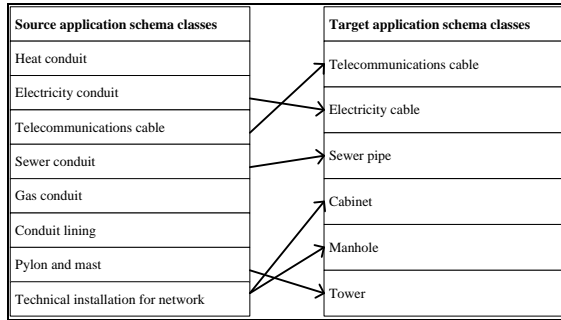 Source application schema classes
Heat conduit
Electricity conduit
Telecommunications cable
Sewer conduit
Gas conduit
Conduit lining
Pylon and mast
Technical installation for network
Target application schema classes
Telecommunications cable
Electricity cable
Sewer pipe
Cabinet
Manhole
Tower